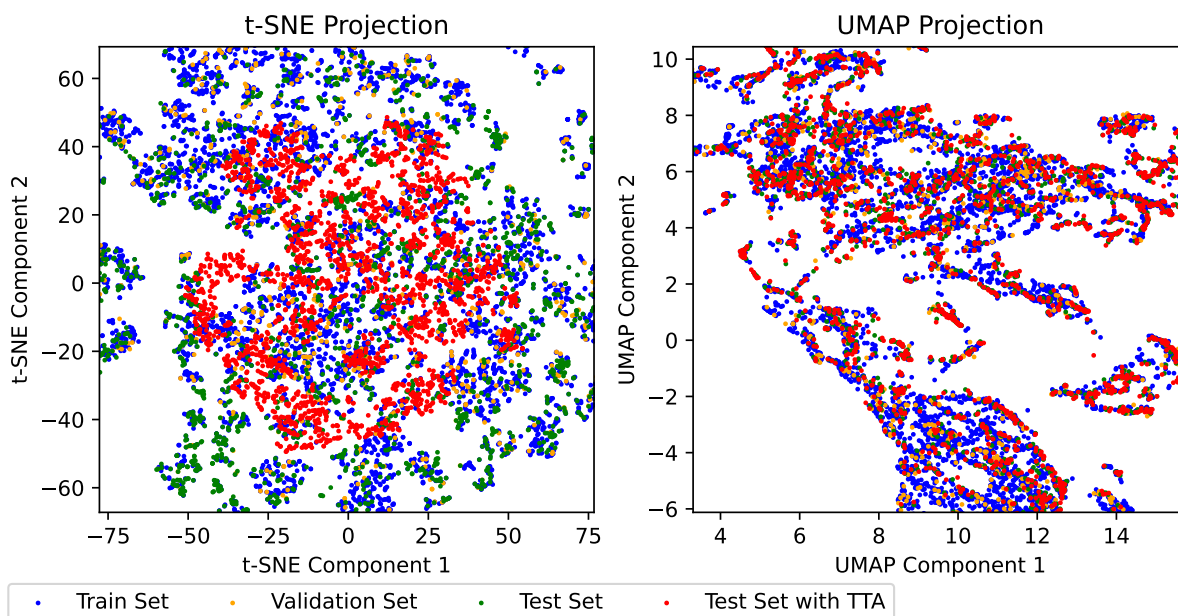 t-SNE Projection
UMAP Projection
t-SNE Component 2
60
40
20
0
−20
−40
−60
−75
−50
−25
0
25
50
75
t-SNE Component 1
UMAP Component 2
10
8
6
4
2
0
−2
−4
−6
4
6
8
10
12
14
UMAP Component 1
Train Set
Validation Set
Test Set
Test Set with TTA